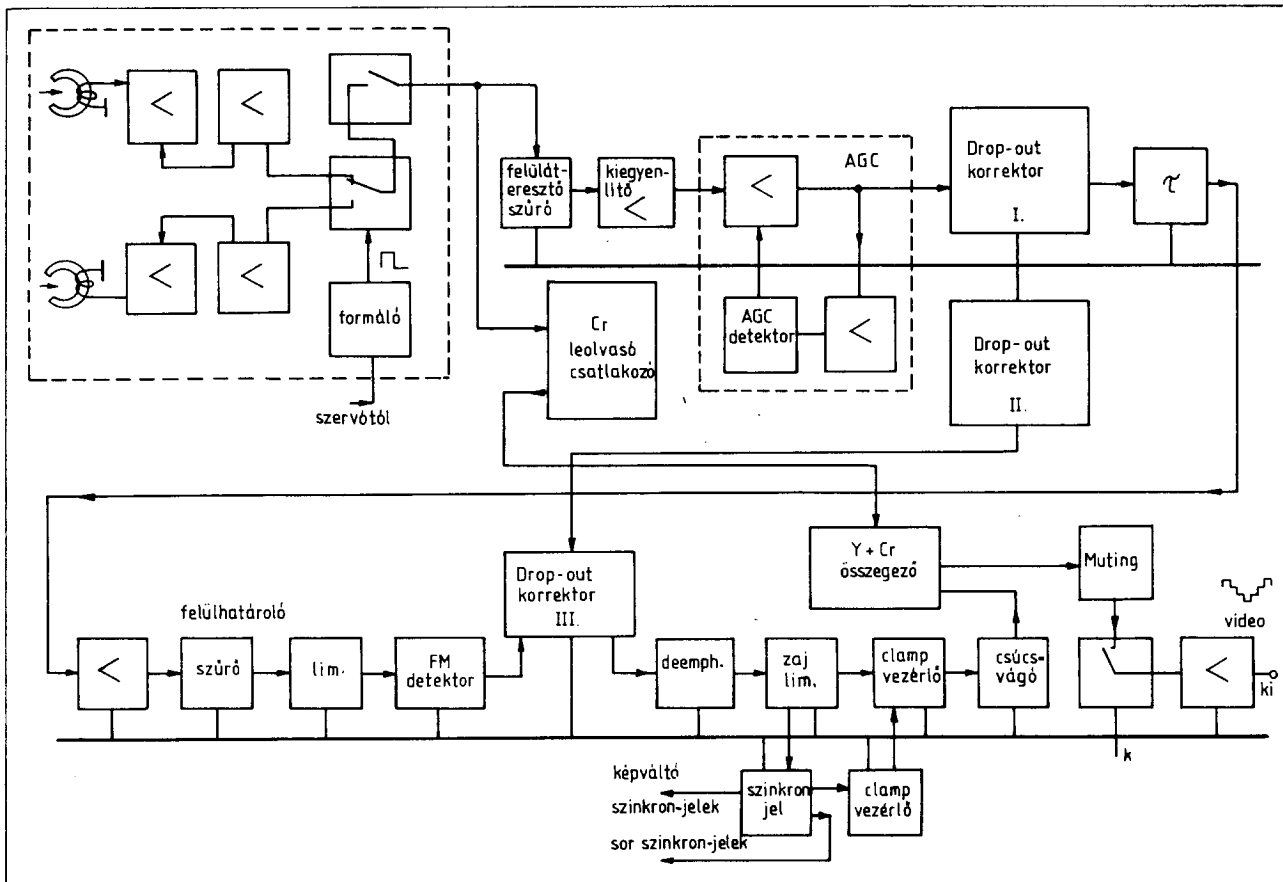 AGC
Drop-out
korrektor
I.
τ
felülát-
eresztő
szűrő
kiegyen-
lítő
formáló
szervótól
Cr
leolvasó
csatlakozó
AGC
detektor
Drop-out
korrektor
II.
Y + Cr
összegező
Muting
video
Drop-out
korrektor
III.
felülhatároló
szűrő
lim.
FM
detektor
deemph.
zaj
lim.
clamp
vezérlő
csúcs-
vágó
ki
k
képváltó
szinkron-jelek
szinkron
jel
clamp
vezérlő
sor szinkron-jelek